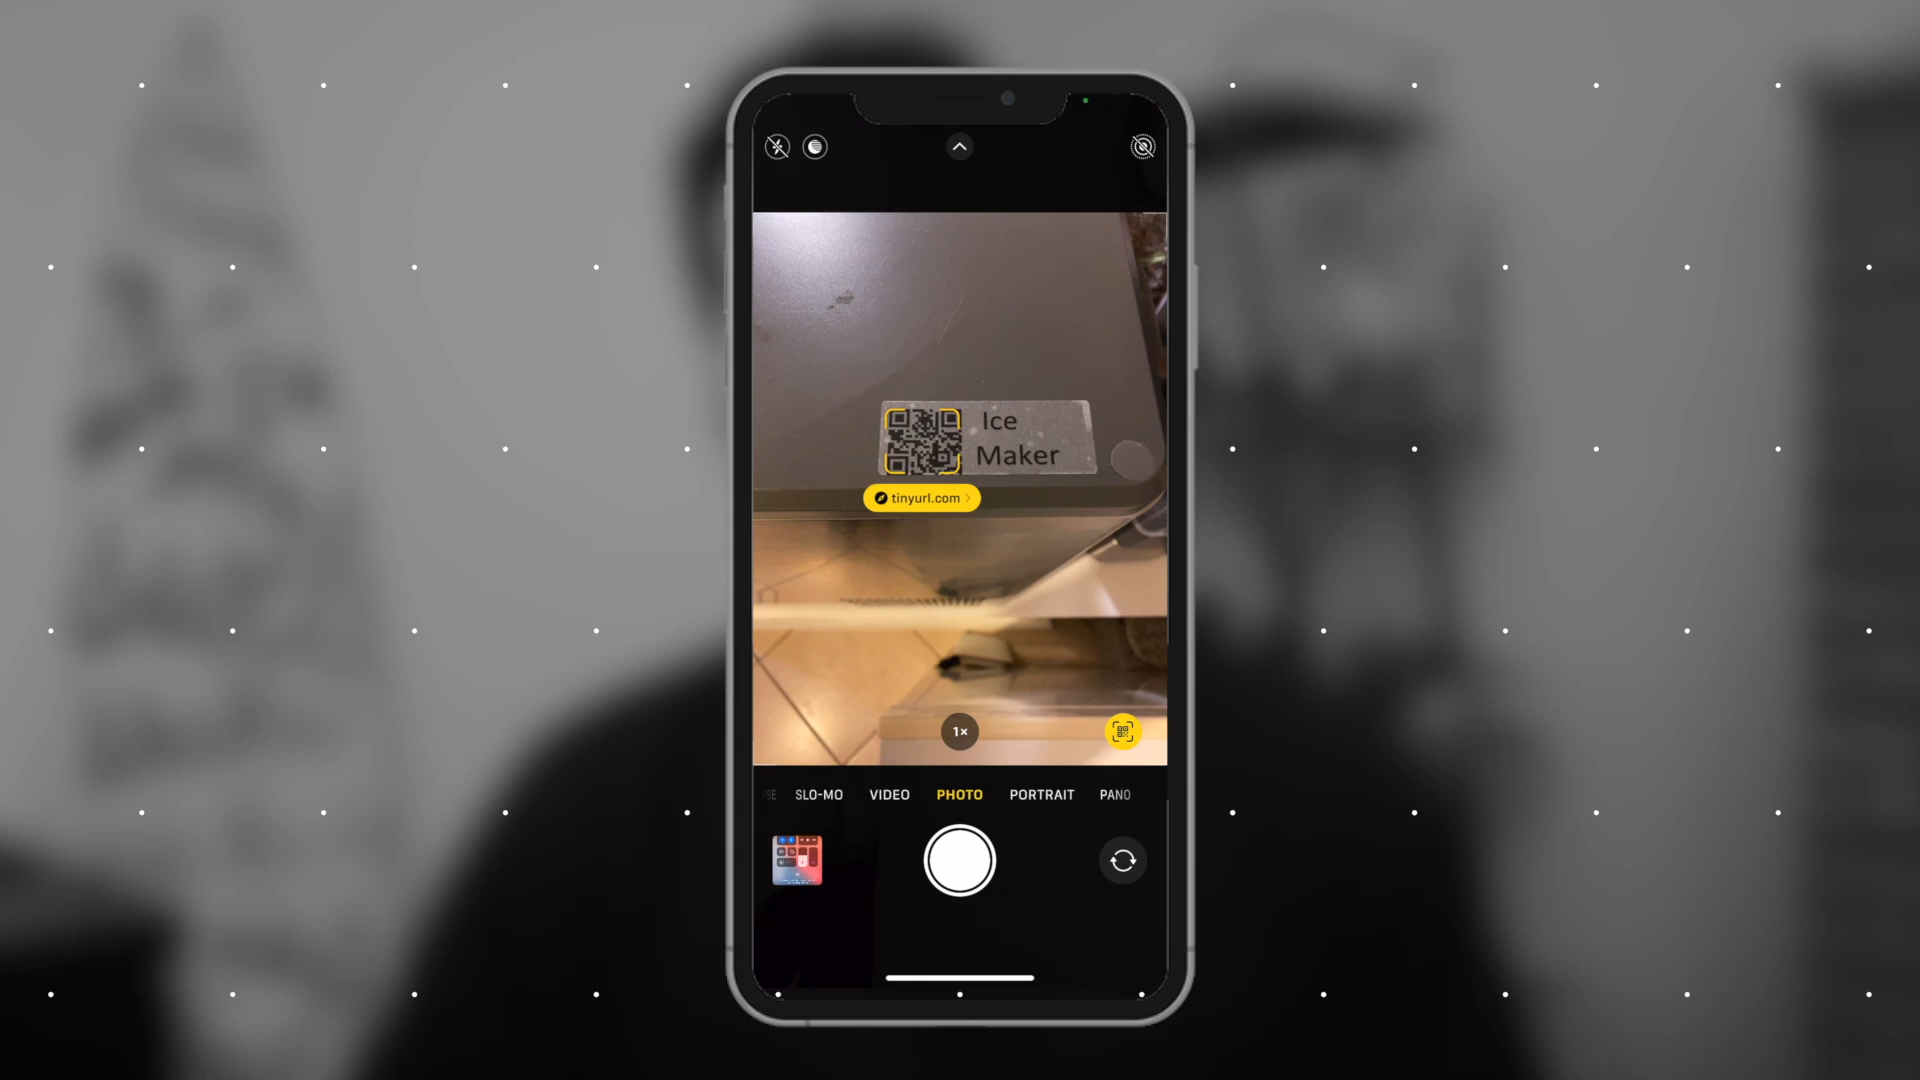 Ice
Maker
tinyurl.com
1×
SLO-MO VIDEO PHOTO PORTRAIT PANO